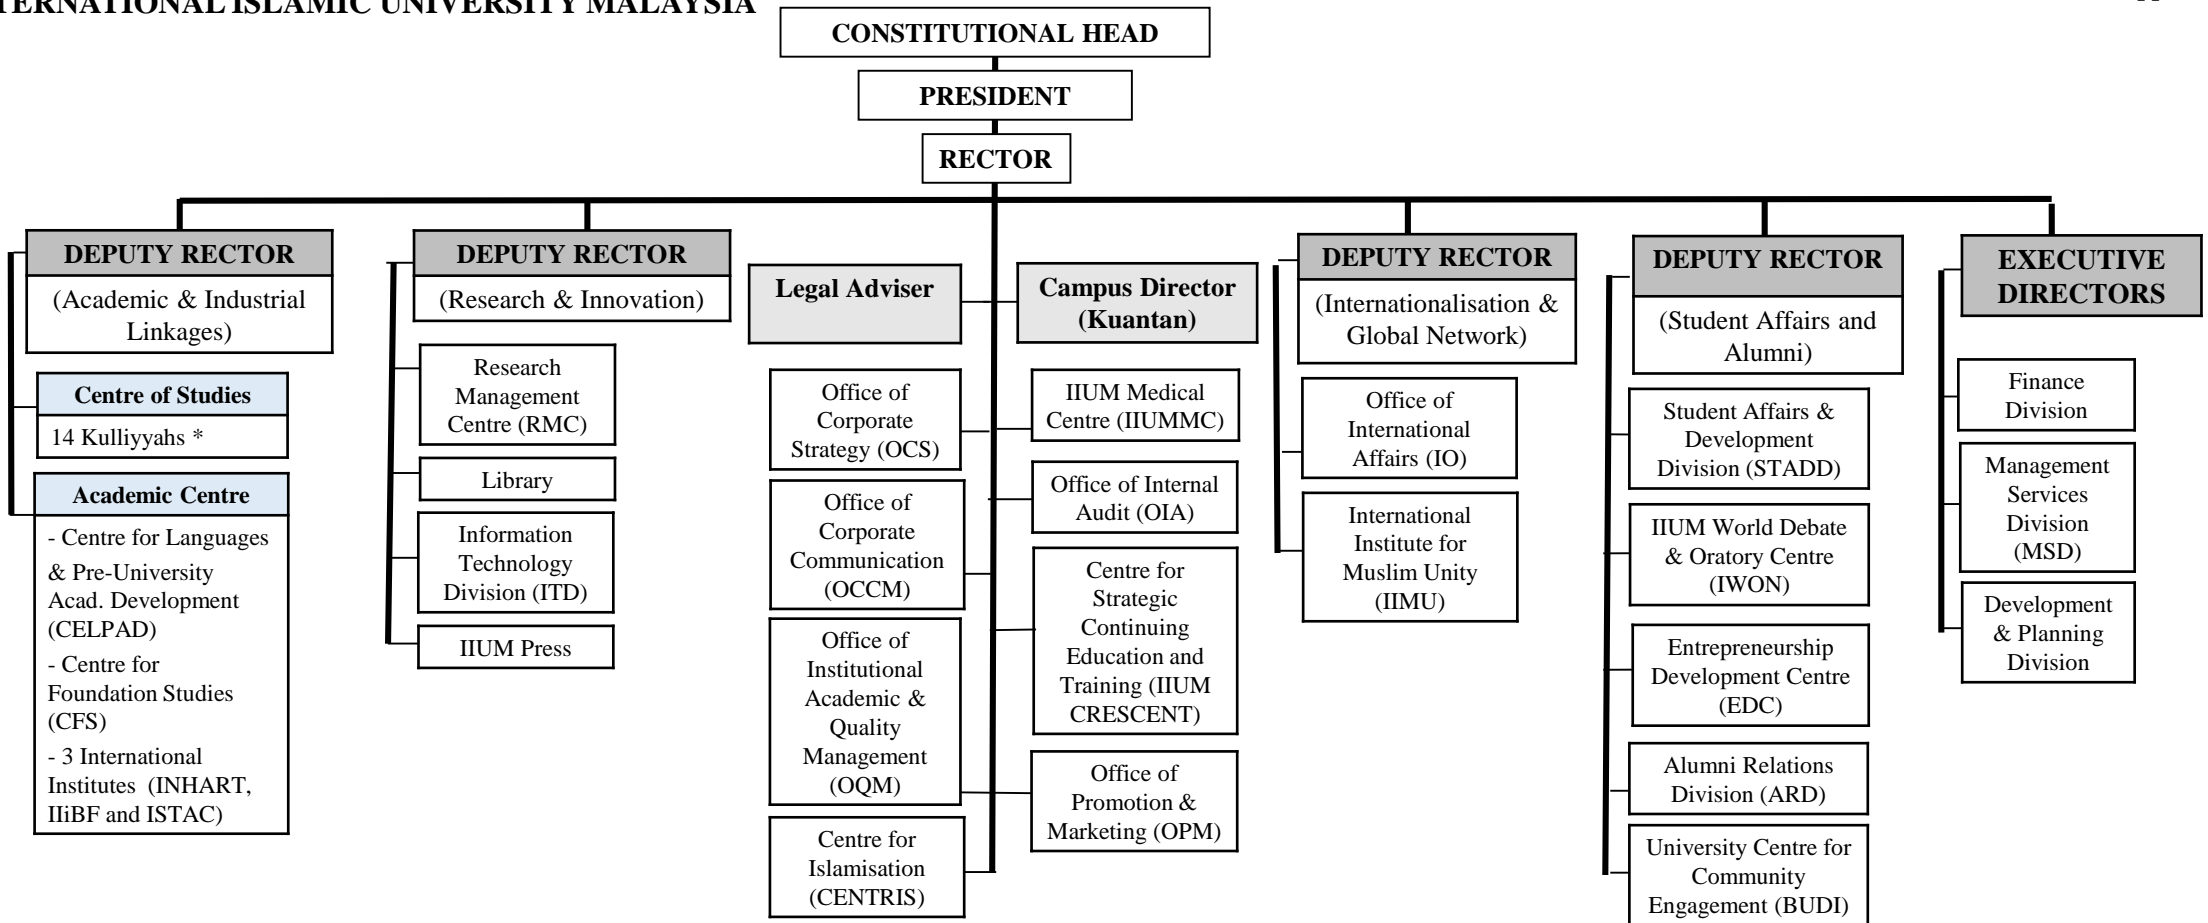 INTERNATIONAL ISLAMIC UNIVERSITY MALAYSIA
CONSTITUTIONAL HEAD
PRESIDENT
RECTOR
DEPUTY RECTOR
(Academic & Industrial
Linkages)
Centre of Studies
14 Kulliyyahs *
Academic Centre
- Centre for Languages
& Pre-University
Acad. Development
(CELPAD)
- Centre for
Foundation Studies
(CFS)
- 3 International
Institutes (INHART,
IIiBF and ISTAC)
DEPUTY RECTOR
(Research & Innovation)
Research
Management
Centre (RMC)
Library
Information
Technology
Division (ITD)
IIUM Press
Legal Adviser
Office of
Corporate
Strategy (OCS)
Office of
Corporate
Communication
(OCCM)
Office of
Institutional
Academic &
Quality
Management
(OQM)
Centre for
Islamisation
(CENTRIS)
Campus Director
(Kuantan)
IIUM Medical
Centre (IIUMMC)
Office of Internal
Audit (OIA)
Centre for
Strategic
Continuing
Education and
Training (IIUM
CRESCENT)
Office of
Promotion &
Marketing (OPM)
DEPUTY RECTOR
(Internationalisation &
Global Network)
Office of
International
Affairs (IO)
International
Institute for
Muslim Unity
(IIMU)
DEPUTY RECTOR
(Student Affairs and
Alumni)
Student Affairs &
Development
Division (STADD)
IIUM World Debate
& Oratory Centre
(IWON)
Entrepreneurship
Development Centre
(EDC)
Alumni Relations
Division (ARD)
University Centre for
Community
Engagement (BUDI)
EXECUTIVE
DIRECTORS
Finance
Division
Management
Services
Division
(MSD)
Development
& Planning
Division